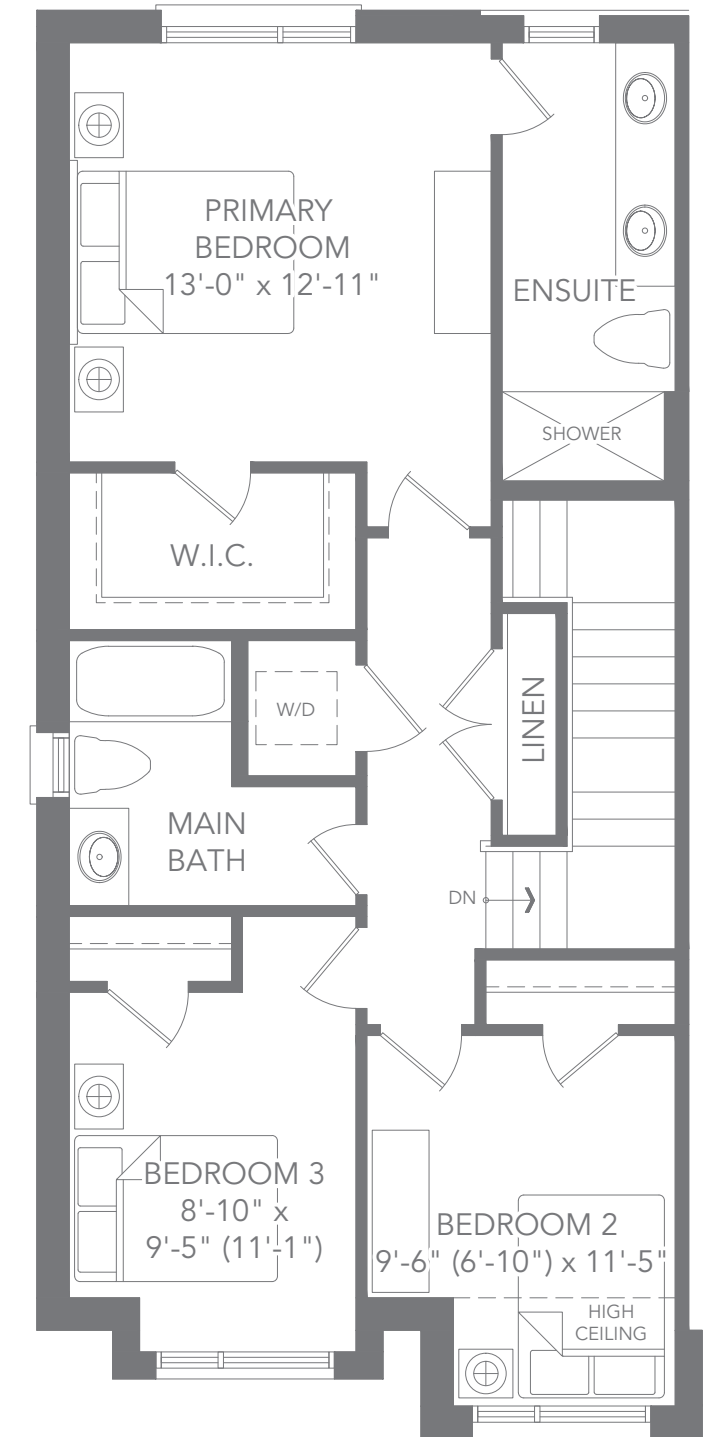 PRIMARY
BEDROOM
13'-0" x 12'-11"
ENSUITE
SHOWER
W.I.C.
W/D
LINEN
MAIN
BATH
DN
BEDROOM 3
8'-10" x
9'-5" (11'-1")
BEDROOM 2
9'-6" (6'-10") x 11'-5"
HIGH
CEILING